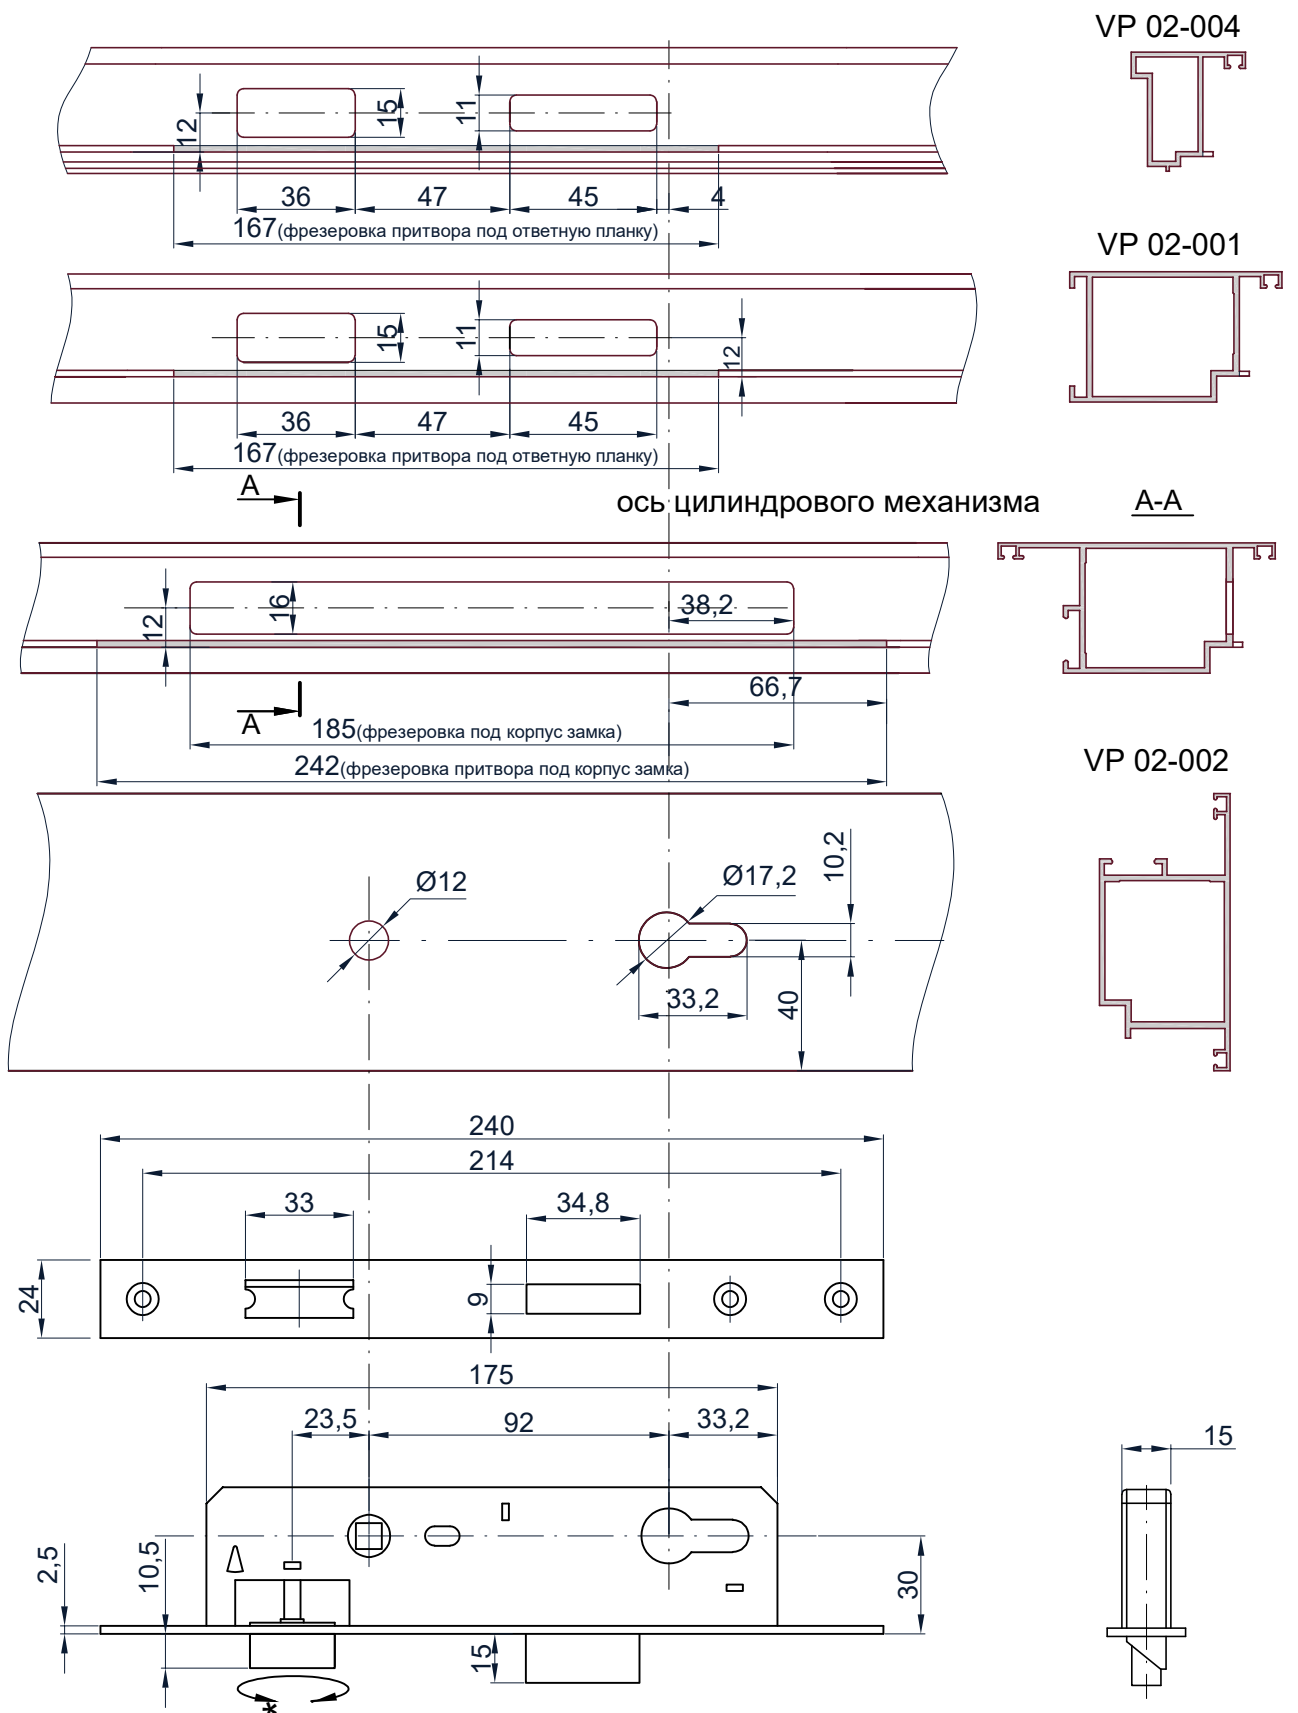 VP 02-004
12
15
11
36
47
45
4
167(фрезеровка притвора под ответную планку)
VP 02-001
15
11
12
36
47
45
167(фрезеровка притвора под ответную планку)
А
ось цилиндрового механизма
А-А
12
16
38,2
66,7
А
185(фрезеровка под корпус замка)
242(фрезеровка притвора под корпус замка)
VP 02-002
Ø12
Ø17,2
10,2
33,2
40
240
214
33
34,8
24
9
175
23,5
92
33,2
15
2,5
10,5
30
15
*